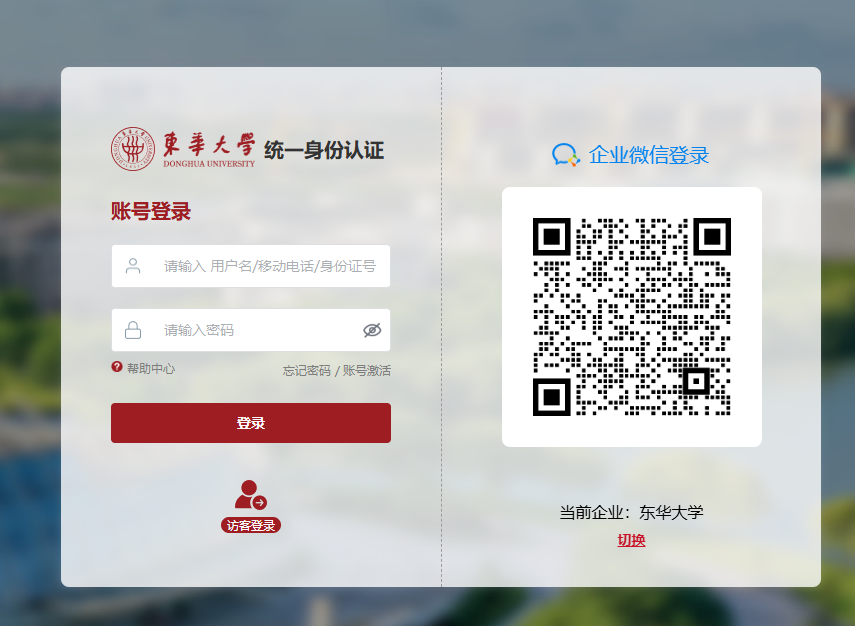 東華大學 统一身份认证
DONGHUA UNIVERSITY
账号登录
请输入 用户名/移动电话/身份证号
请输入密码
帮助中心 忘记密码 / 账号激活
登录
访客登录
企业微信登录
当前企业：东华大学
切换